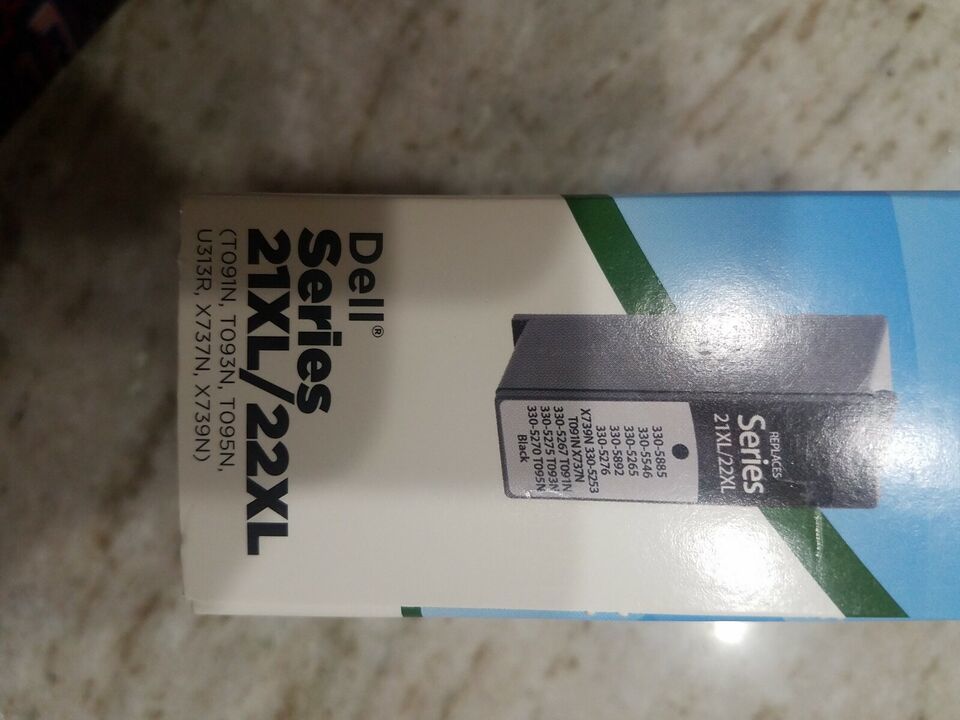 Dell®
Series
21XL/22XL
(T091N, T093N, T095N,
U313R, X737N, X739N)
REPLACES
Series
21XL/22XL
330-5885
330-5546
330-5265
330-5892
330-5276
X739N 330-5253
T091N X737N
330-5267 T091N
330-5275 T093N
330-5270 T095N
Black